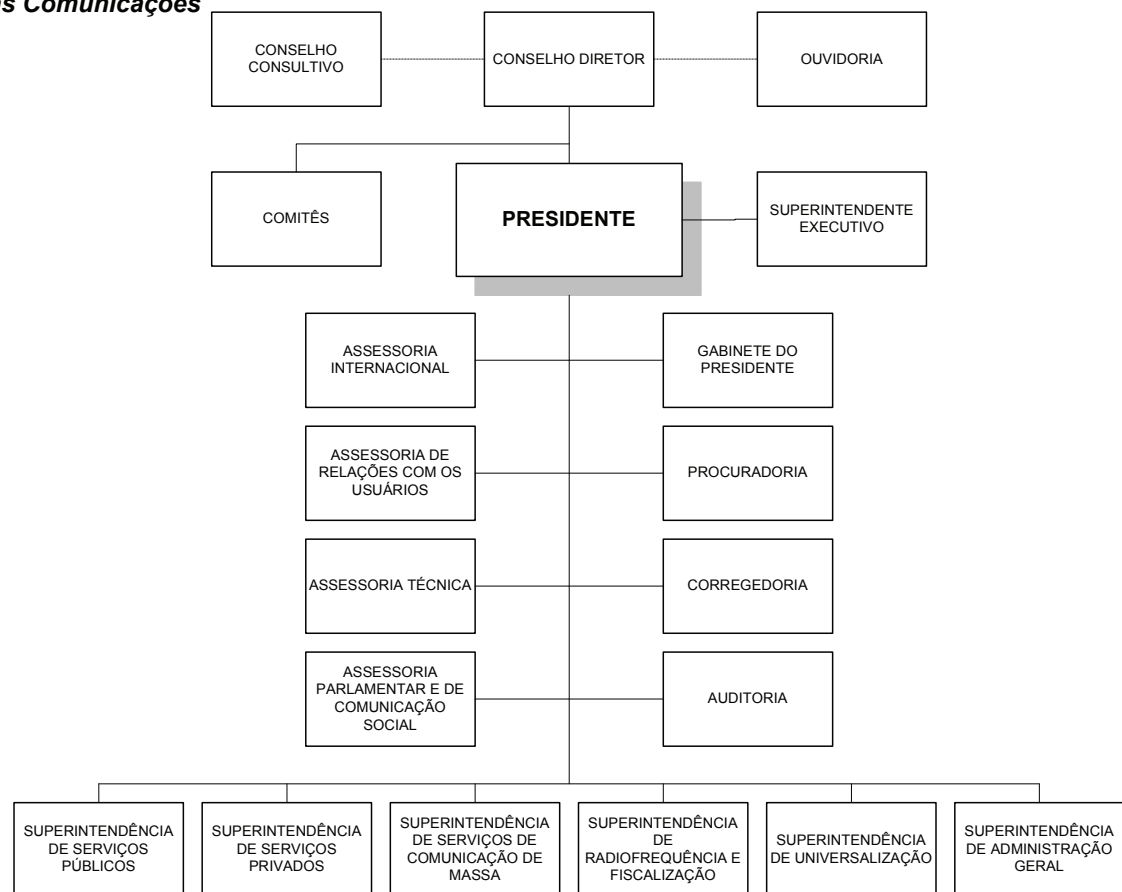 as Comunicações
CONSELHO
CONSULTIVO
CONSELHO DIRETOR
OUVIDORIA
COMITÊS
PRESIDENTE
SUPERINTENDENTE
EXECUTIVO
ASSESSORIA
INTERNACIONAL
GABINETE DO
PRESIDENTE
ASSESSORIA DE
RELAÇÕES COM OS
USUÁRIOS
PROCURADORIA
ASSESSORIA TÉCNICA
CORREGEDORIA
ASSESSORIA
PARLAMENTAR E DE
COMUNICAÇÃO
SOCIAL
AUDITORIA
SUPERINTENDÊNCIA
DE SERVIÇOS
PÚBLICOS
SUPERINTENDÊNCIA
DE SERVIÇOS
PRIVADOS
SUPERINTENDÊNCIA
DE SERVIÇOS DE
COMUNICAÇÃO DE
MASSA
SUPERINTENDÊNCIA
DE
RADIOFREQUÊNCIA E
FISCALIZAÇÃO
SUPERINTENDÊNCIA
DE UNIVERSALIZAÇÃO
SUPERINTENDÊNCIA
DE ADMINISTRAÇÃO
GERAL